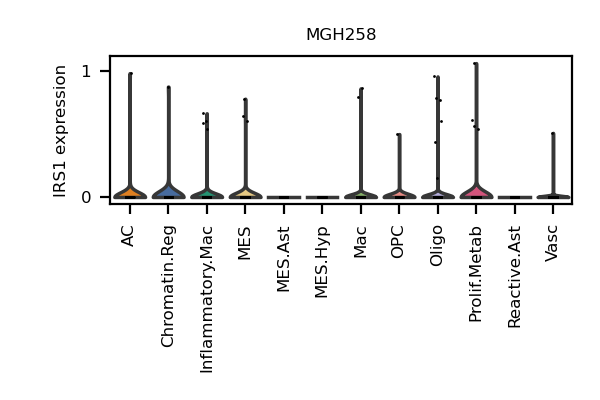 MGH258
IRS1 expression
1
0
AC
Chromatin.Reg
Inflammatory.Mac
MES
MES.Ast
MES.Hyp
Mac
OPC
Oligo
Prolif.Metab
Reactive.Ast
Vasc